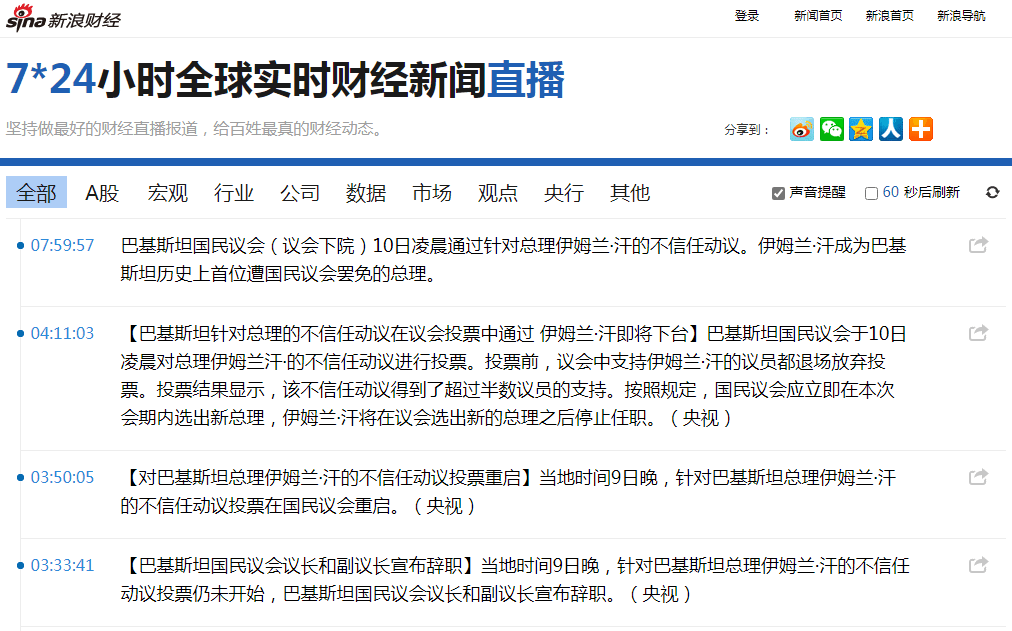 sina新浪财经
登录 新闻首页 新浪首页 新浪导航
7*24小时全球实时财经新闻直播
坚持做最好的财经直播报道，给百姓最真的财经动态。
分享到：
全部 A股 宏观 行业 公司 数据 市场 观点 央行 其他 声音提醒 60 秒后刷新
07:59:57 巴基斯坦国民议会（议会下院）10日凌晨通过针对总理伊姆兰·汗的不信任动议。伊姆兰·汗成为巴基
斯坦历史上首位遭国民议会罢免的总理。
04:11:03 【巴基斯坦针对总理的不信任动议在议会投票中通过 伊姆兰·汗即将下台】巴基斯坦国民议会于10日
凌晨对总理伊姆兰汗·的不信任动议进行投票。投票前，议会中支持伊姆兰·汗的议员都退场放弃投
票。投票结果显示，该不信任动议得到了超过半数议员的支持。按照规定，国民议会应立即在本次
会期内选出新总理，伊姆兰·汗将在议会选出新的总理之后停止任职。（央视）
03:50:05 【对巴基斯坦总理伊姆兰·汗的不信任动议投票重启】当地时间9日晚，针对巴基斯坦总理伊姆兰·汗
的不信任动议投票在国民议会重启。（央视）
03:33:41 【巴基斯坦国民议会议长和副议长宣布辞职】当地时间9日晚，针对巴基斯坦总理伊姆兰·汗的不信任
动议投票仍未开始，巴基斯坦国民议会议长和副议长宣布辞职。（央视）